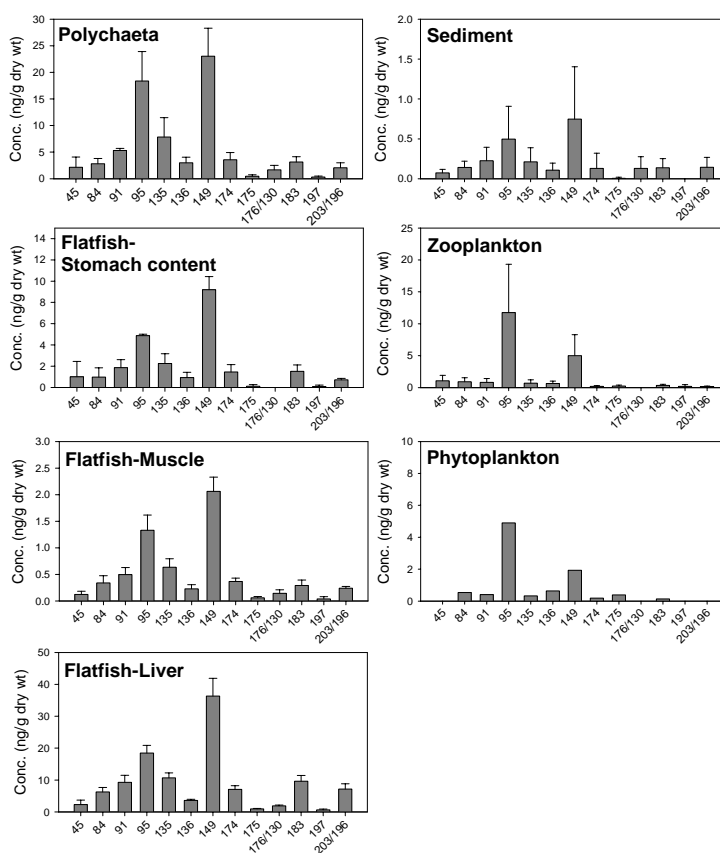 Polychaeta
Conc. (ng/g dry wt)
30
25
20
15
10
5
0
45 84 91 95 135 136 149 174 175 176/130 183 197 203/196
Sediment
Conc. (ng/g dry wt)
2.0
1.5
1.0
0.5
0.0
45 84 91 95 135 136 149 174 175 176/130 183 197 203/196
Flatfish-
Stomach content
Conc. (ng/g dry wt)
14
12
10
8
6
4
2
0
45 84 91 95 135 136 149 174 175 176/130 183 197 203/196
Zooplankton
Conc. (ng/g dry wt)
25
20
15
10
5
0
45 84 91 95 135 136 149 174 175 176/130 183 197 203/196
Flatfish-Muscle
Conc. (ng/g dry wt)
3.0
2.5
2.0
1.5
1.0
0.5
0.0
45 84 91 95 135 136 149 174 175 176/130 183 197 203/196
Phytoplankton
Conc. (ng/g dry wt)
10
8
6
4
2
0
45 84 91 95 135 136 149 174 175 176/130 183 197 203/196
Flatfish-Liver
Conc. (ng/g dry wt)
50
40
30
20
10
0
45 84 91 95 135 136 149 174 175 176/130 183 197 203/196